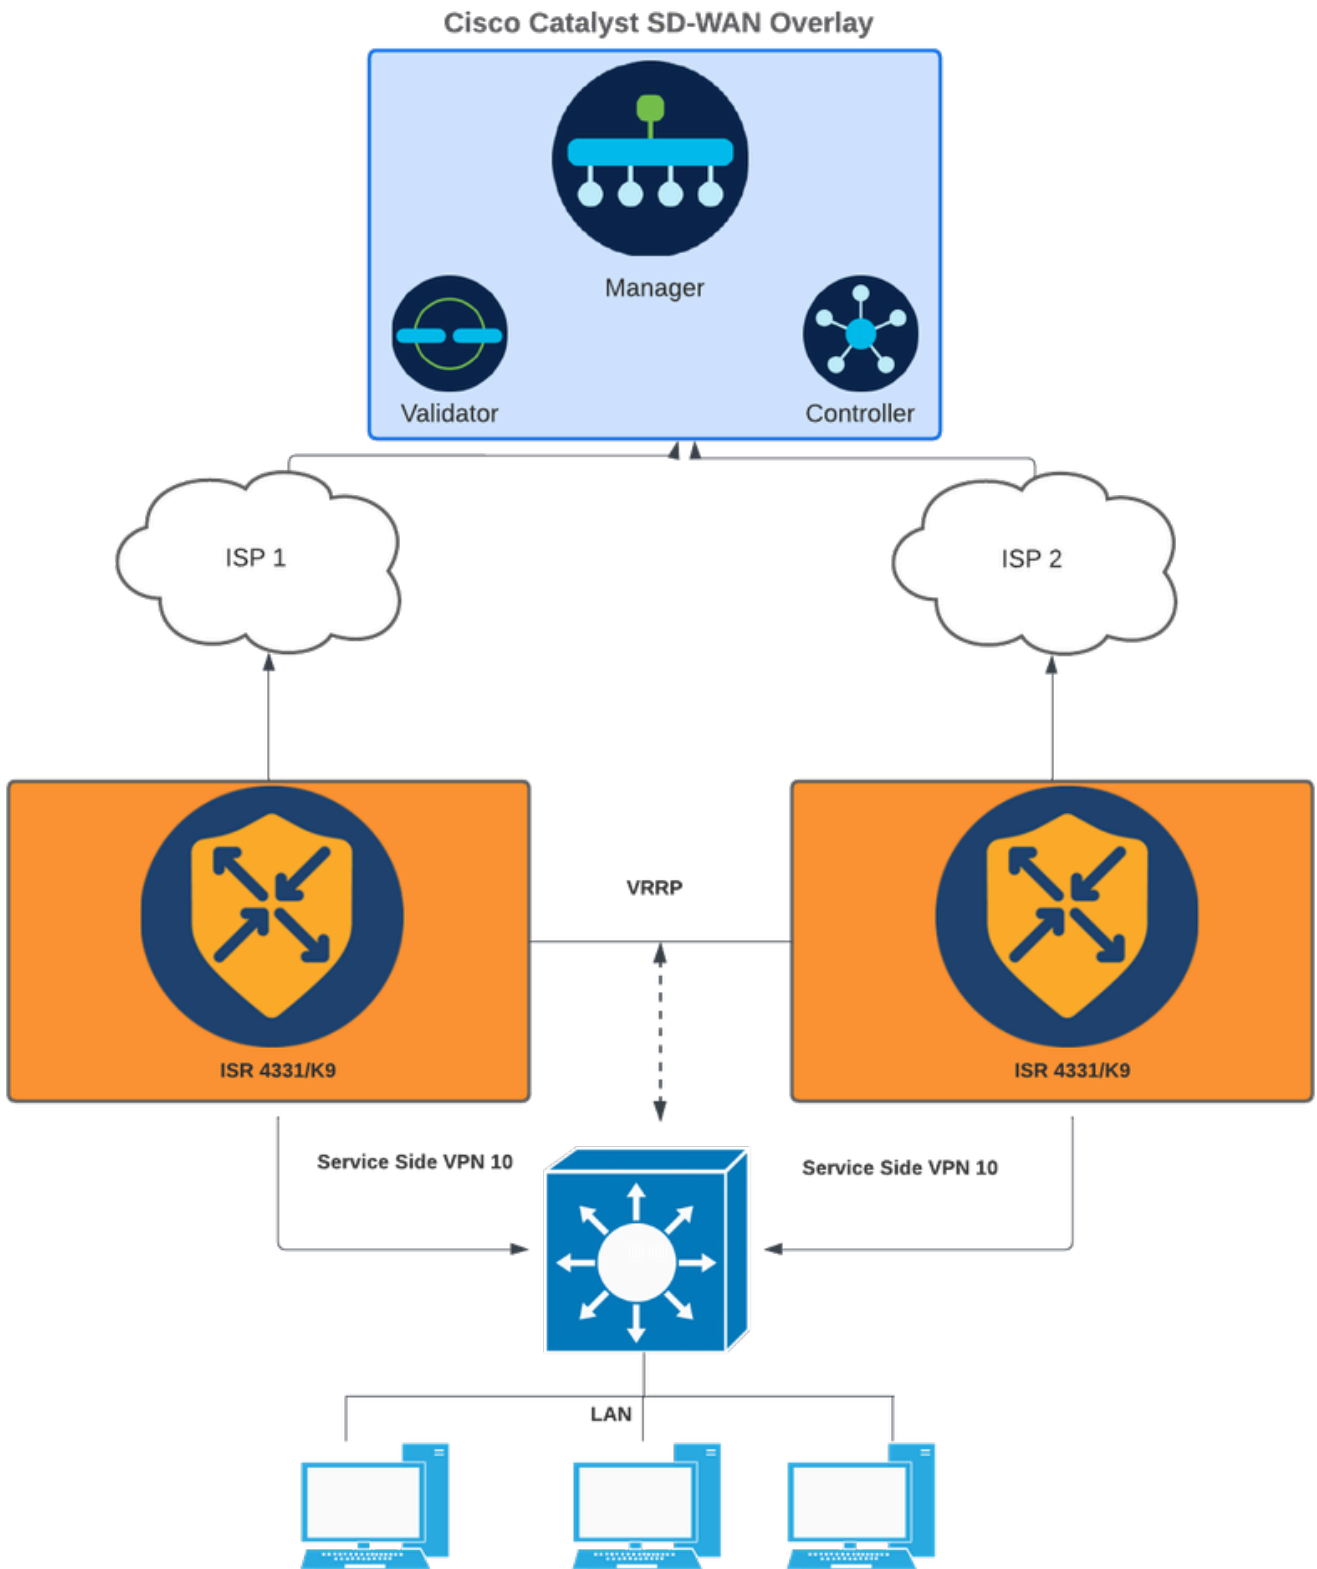 Cisco Catalyst SD-WAN Overlay
Manager
Validator
Controller
ISP 1
ISP 2
VRRP
ISR 4331/K9
ISR 4331/K9
Service Side VPN 10
Service Side VPN 10
LAN